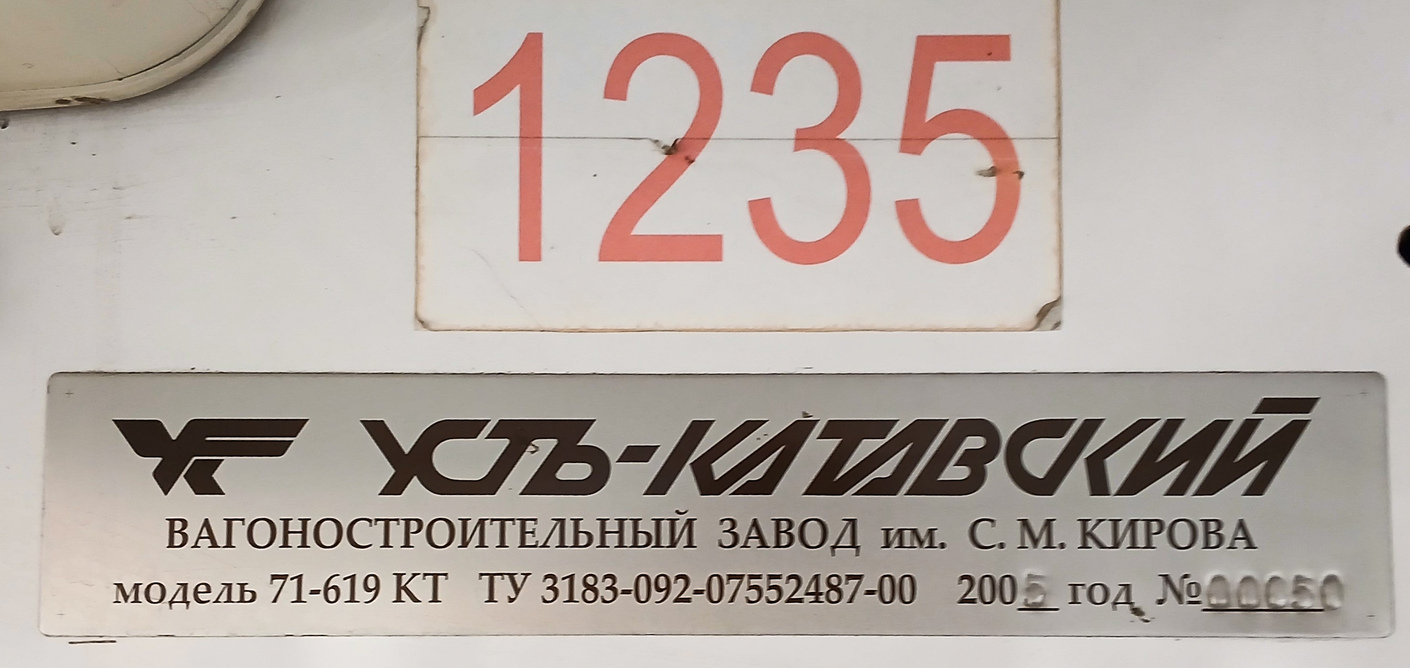 1235
УСТЬ-КАТАВСКИЙ
ВАГОНОСТРОИТЕЛЬНЫЙ ЗАВОД им. С. М. КИРОВА
модель 71-619 КТ ТУ 3183-092-07552487-00 2005 год №00050